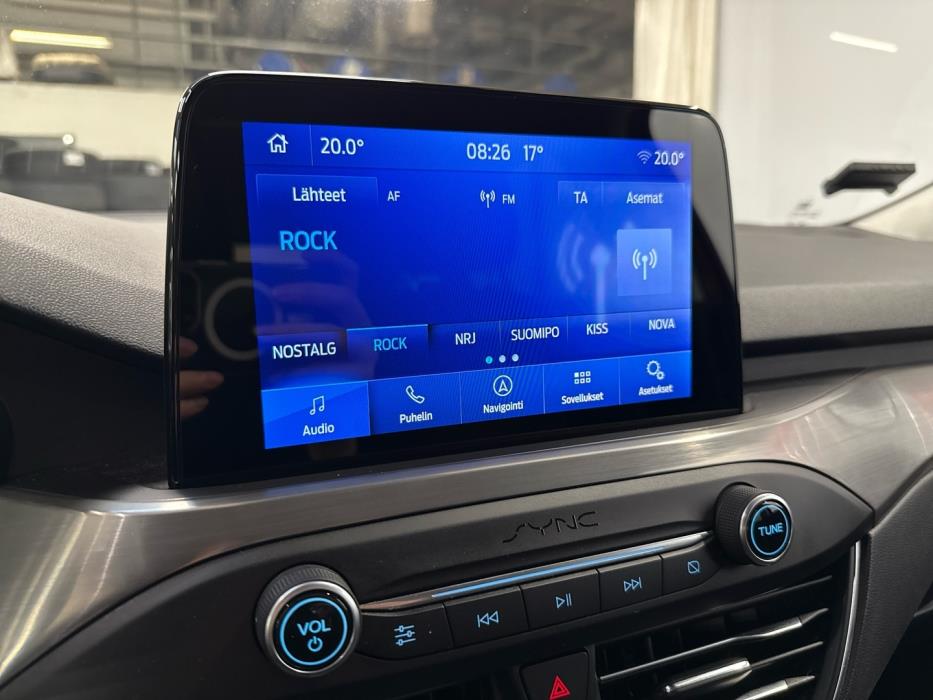 20.0° 08:26 17° 20.0°
Lähteet AF FM TA Asemat
ROCK
NOSTALG ROCK NRJ SUOMIPO KISS NOVA
Audio Puhelin Navigointi Sovellukset Asetukset
SYNC
VOL TUNE